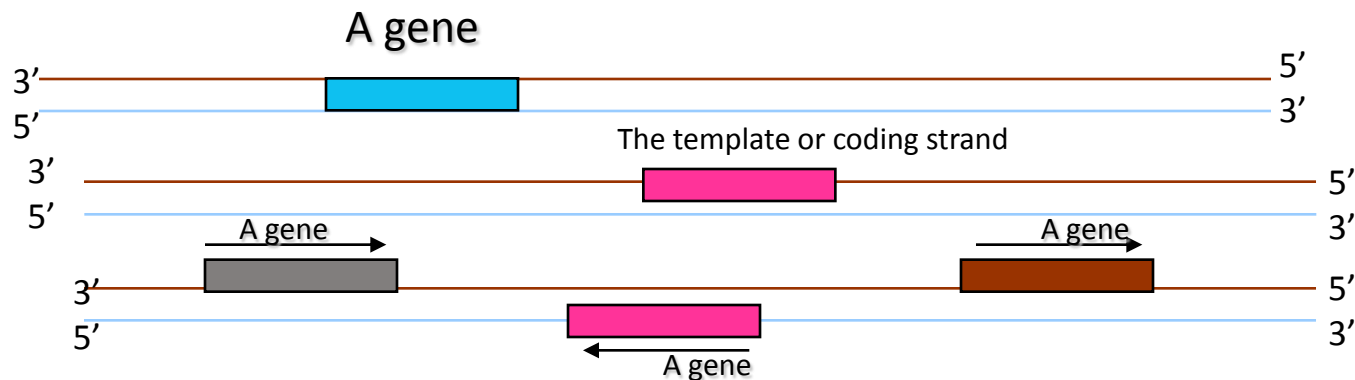 A gene
3’ 5’
5’ 3’
The template or coding strand
3’ 5’
5’ 3’
A gene A gene
3’ 5’
5’ 3’
A gene